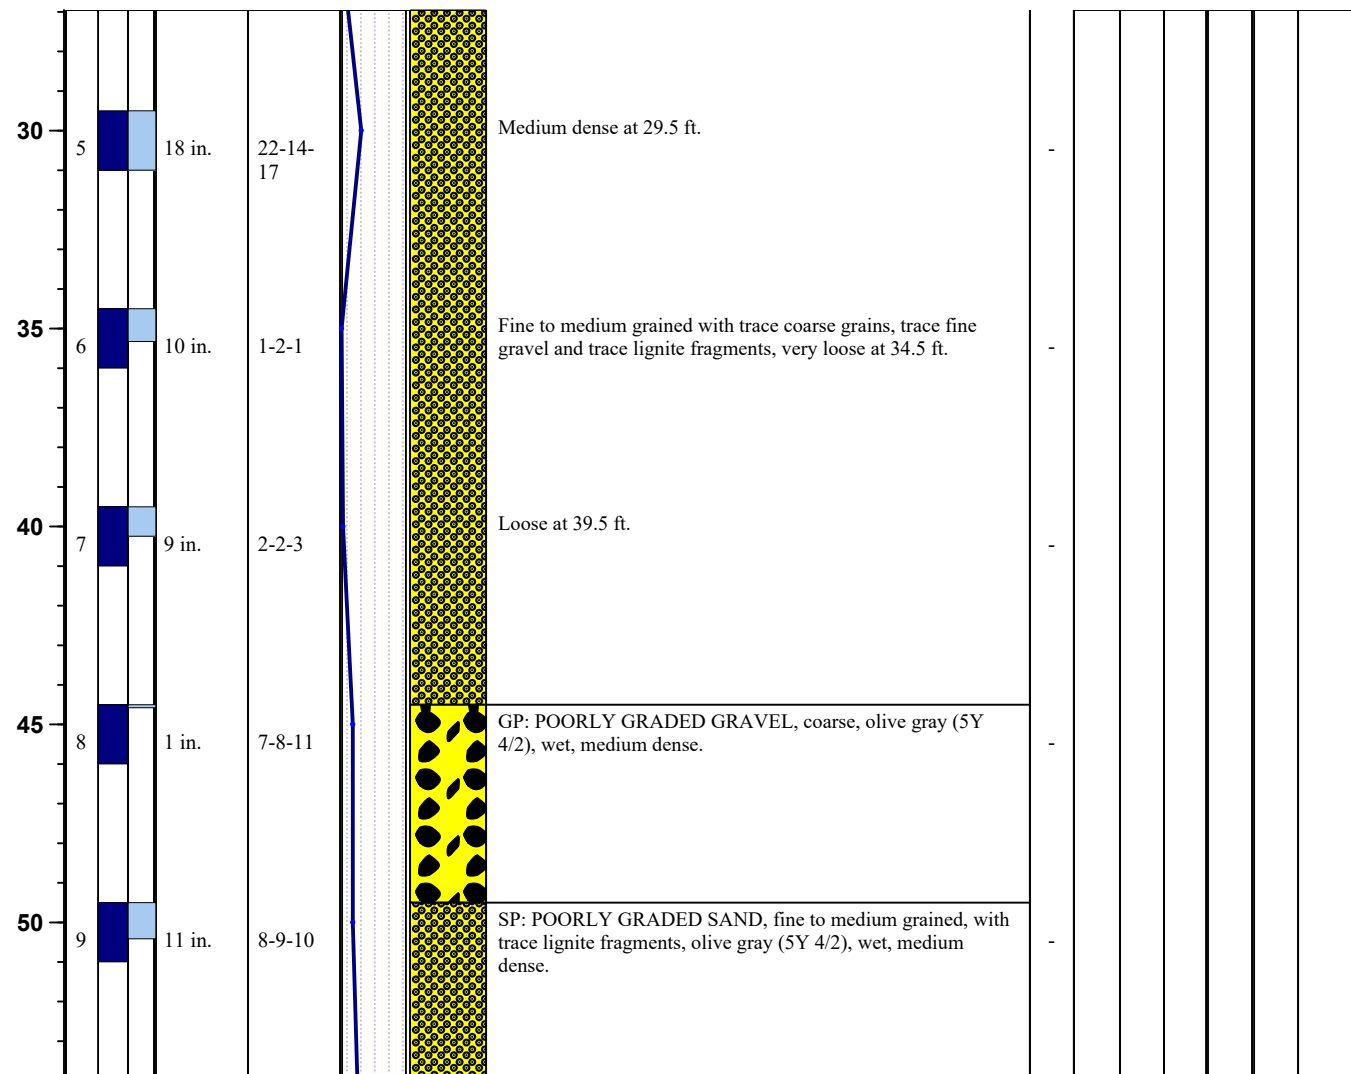 30
5
18 in.
22-14-
17
Medium dense at 29.5 ft.
-
35
6
10 in.
1-2-1
Fine to medium grained with trace coarse grains, trace fine
gravel and trace lignite fragments, very loose at 34.5 ft.
-
40
7
9 in.
2-2-3
Loose at 39.5 ft.
-
45
8
1 in.
7-8-11
GP: POORLY GRADED GRAVEL, coarse, olive gray (5Y
4/2), wet, medium dense.
-
50
9
11 in.
8-9-10
SP: POORLY GRADED SAND, fine to medium grained, with
trace lignite fragments, olive gray (5Y 4/2), wet, medium
dense.
-